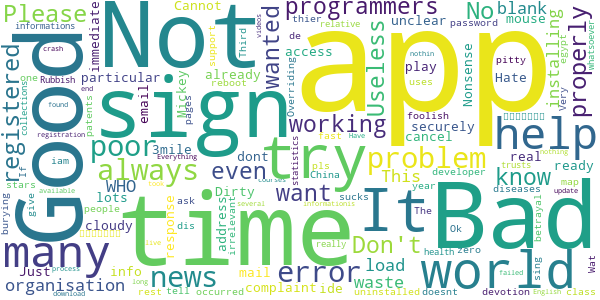 Please
informations
crash
Rubbish
immediate
Not
Cannot
support
Third
videos
programmers
de
access
thier
relative
unclear
No
password
blank
mouse
Whatsoever
wanted
app
Useless
Nonsense
installing
egypt
pitty
Hate
Very
properly
play
uses
already
reboot
particular
Mickey
email
pages
Overriding
Good
sign
registered
one
collections
If
found
patents
end
registration
iam
Everything
poor
3mile
dont
working
statistics
fast
pls
Have
China
cancel
securely
foolish
nothin
real
help
ready
trusts
map
try
problem
This
developer
year
know
diseases
betrayal
update
always
even
want
WHO
lots
Dirty
irrelevant
address
response
stars
give
people
available
burying
cloudy
many
time
It
Don't
The
Ok
sucks
several
courses
food
ask
dis
Bad
world
sing
health
zero
Wat
nothing
Just
info
news
mail
error
load
waste
ide
complaint
informationis
really
live
organisation
long
process
download
rest
tell
occurred
uninstalled
doesnt
failed
English
class